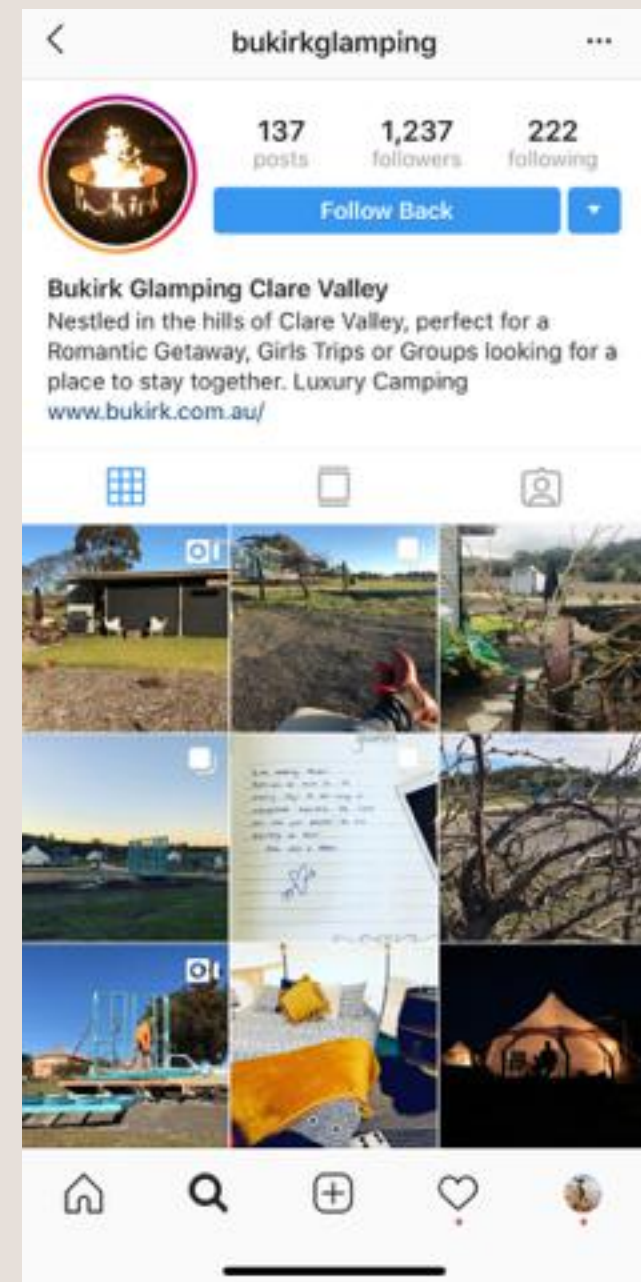 bukirkglamping
137 1,237 222
posts followers following
Follow Back
Bukirk Glamping Clare Valley
Nestled in the hills of Clare Valley, perfect for a
Romantic Getaway, Girls Trips or Groups looking for a
place to stay together. Luxury Camping
www.bukirk.com.au/